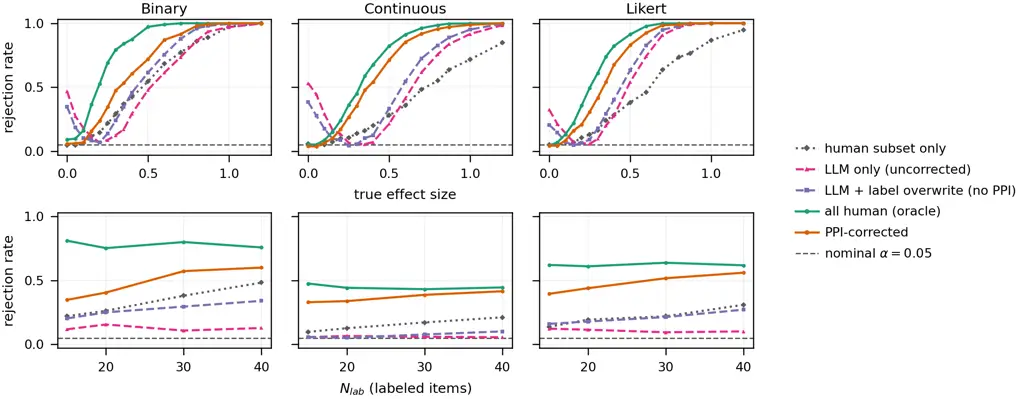 Binary
Continuous
Likert
rejection rate
1.0
0.5
0.0
0.0
0.5
1.0
0.0
0.5
1.0
0.0
0.5
1.0
true effect size
human subset only
LLM only (uncorrected)
LLM + label overwrite (no PPI)
all human (oracle)
PPI-corrected
nominal α = 0.05
rejection rate
1.0
0.5
0.0
20
30
40
20
30
40
20
30
40
N_lab (labeled items)